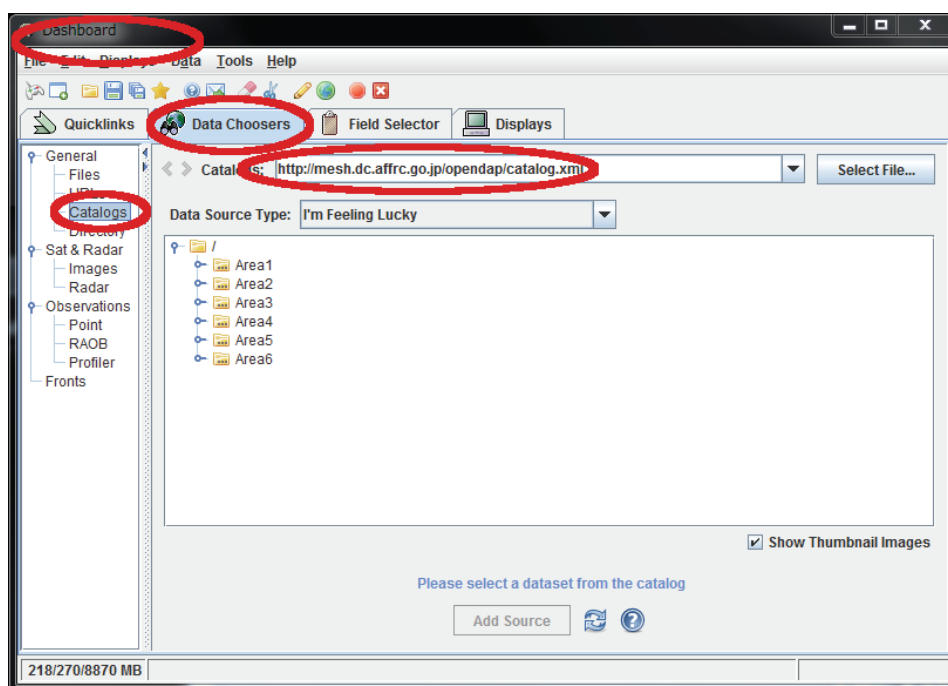 Dashboard
File Edit Displays Data Tools Help
Quicklinks Data Choosers Field Selector Displays
General
Files
URLs
Catalogs
Directory
Sat & Radar
Images
Radar
Observations
Point
RAOB
Profiler
Fronts
Catalogs: http://mesh.dc.affrc.go.jp/opendap/catalog.xml Select File...
Data Source Type: I'm Feeling Lucky
/
Area1
Area2
Area3
Area4
Area5
Area6
Show Thumbnail Images
Please select a dataset from the catalog
Add Source
218/270/8870 MB